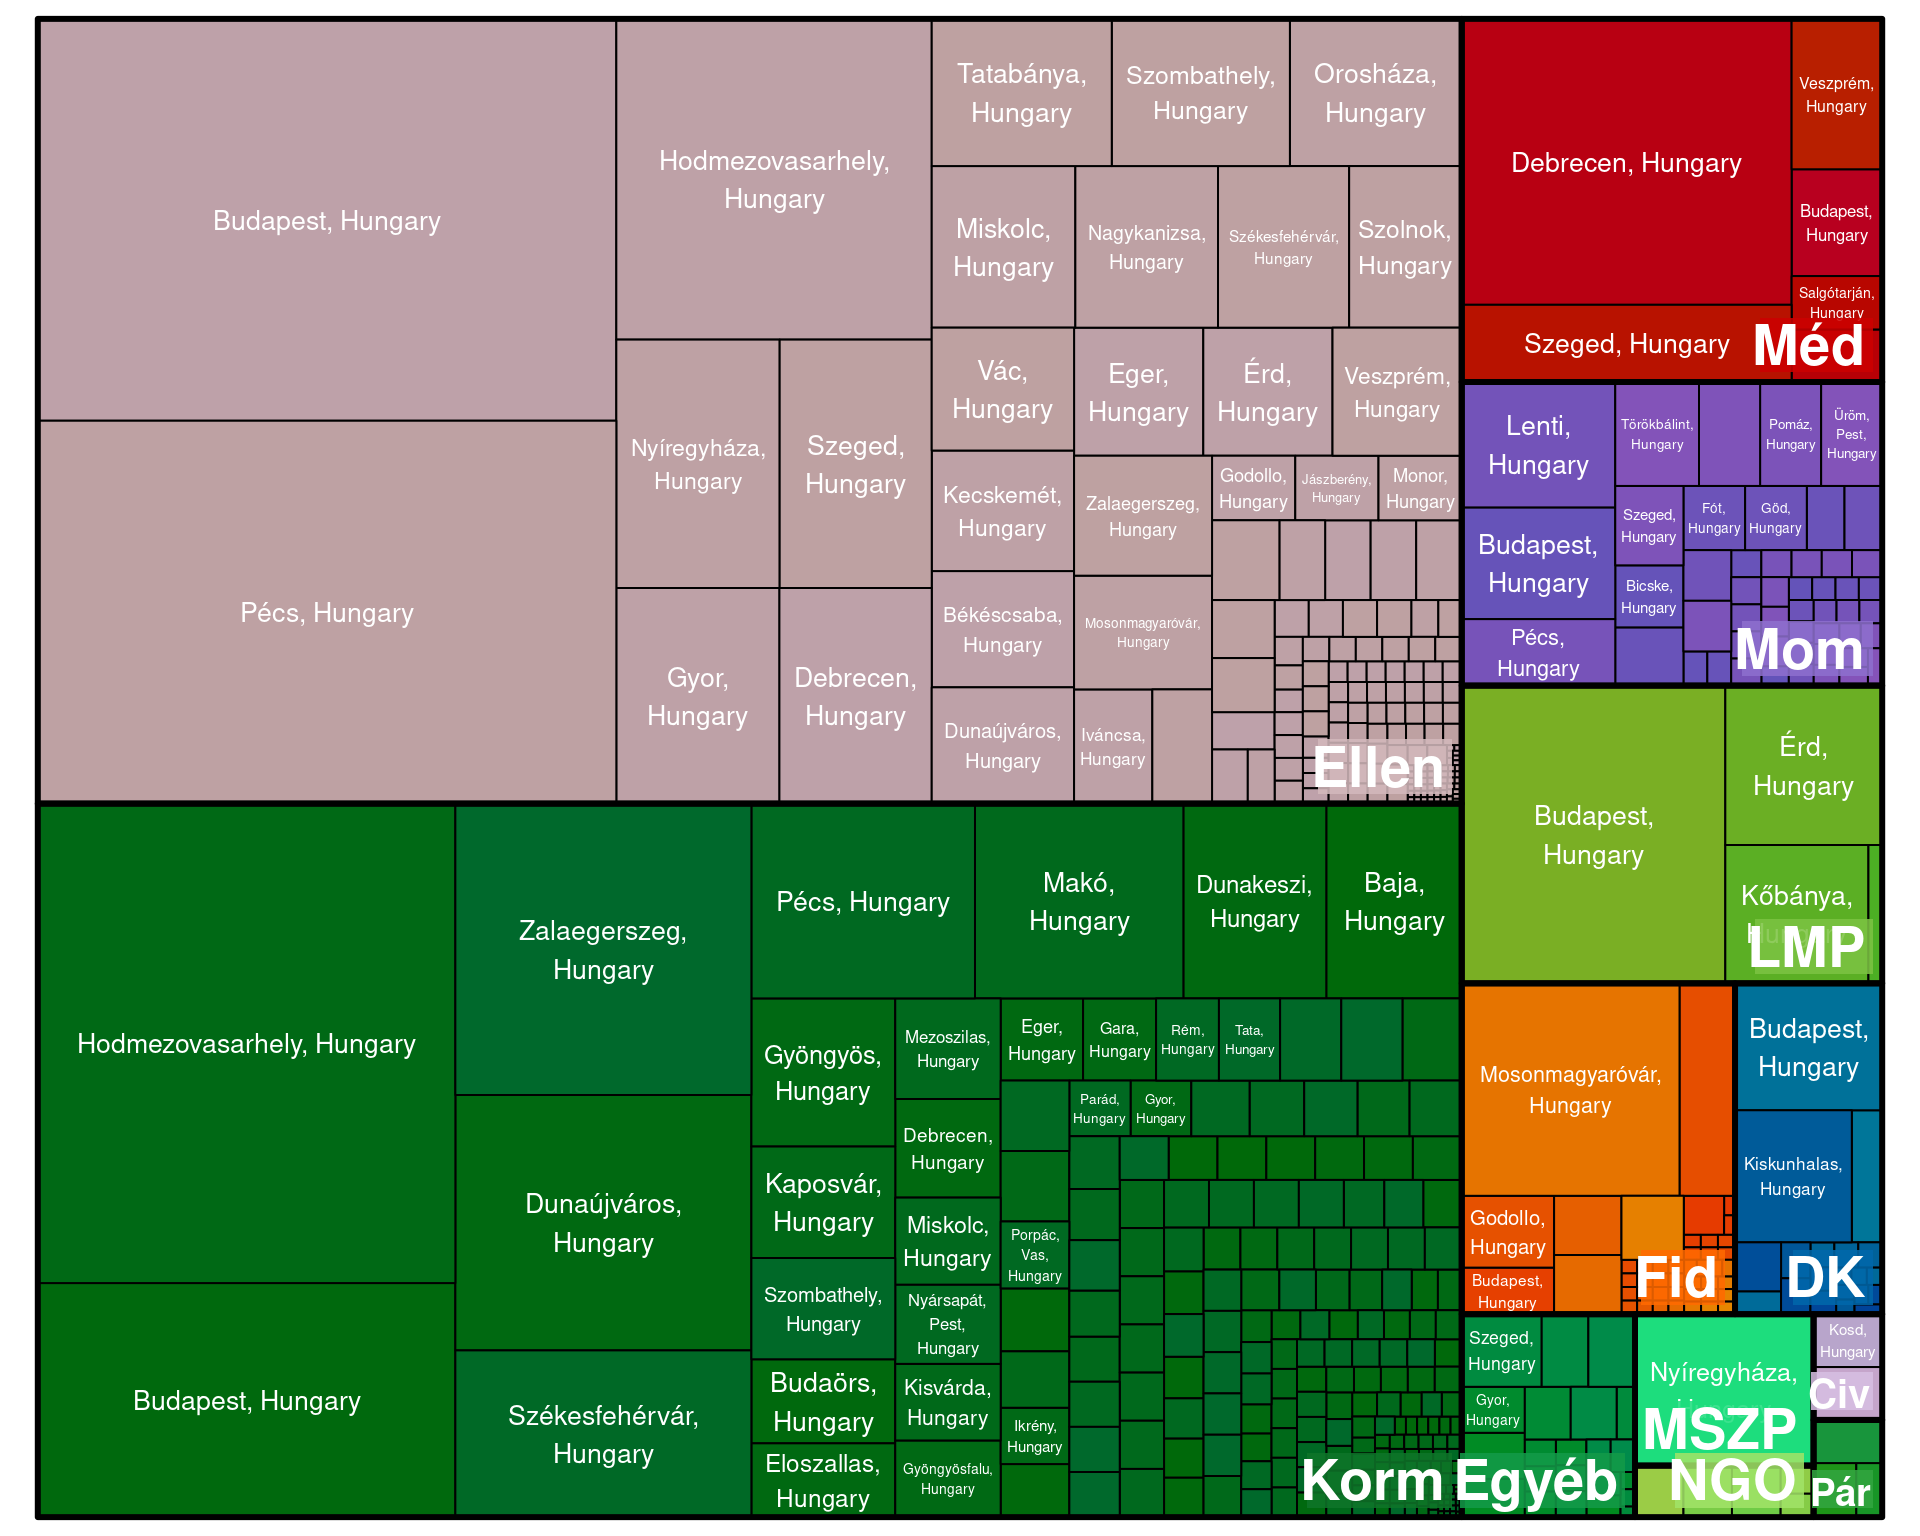 Budapest, Hungary
Pécs, Hungary
Hodmezovasarhely,
Hungary
Nyíregyháza,
Hungary
Szeged,
Hungary
Gyor,
Hungary
Debrecen,
Hungary
Tatabánya,
Hungary
Szombathely,
Hungary
Orosháza,
Hungary
Miskolc,
Hungary
Nagykanizsa,
Hungary
Székesfehérvár,
Hungary
Szolnok,
Hungary
Vác,
Hungary
Eger,
Hungary
Érd,
Hungary
Veszprém,
Hungary
Kecskemét,
Hungary
Zalaegerszeg,
Hungary
Godollo,
Hungary
Jászberény,
Hungary
Monor,
Hungary
Békéscsaba,
Hungary
Mosonmagyaróvár,
Hungary
Dunaújváros,
Hungary
Iváncsa,
Hungary
Ellen
Debrecen, Hungary
Veszprém,
Hungary
Budapest,
Hungary
Salgótarján,
Hungary
Szeged, Hungary
Méd
Lenti,
Hungary
Budapest,
Hungary
Pécs,
Hungary
Törökbálint,
Hungary
Pomáz,
Hungary
Üröm,
Pest,
Hungary
Szeged,
Hungary
Fót,
Hungary
Göd,
Hungary
Bicske,
Hungary
Mom
Budapest,
Hungary
Érd,
Hungary
Kőbánya,
Hungary
LMP
Hodmezovasarhely, Hungary
Budapest, Hungary
Zalaegerszeg,
Hungary
Dunaújváros,
Hungary
Székesfehérvár,
Hungary
Pécs, Hungary
Makó,
Hungary
Dunakeszi,
Hungary
Baja,
Hungary
Gyöngyös,
Hungary
Kaposvár,
Hungary
Szombathely,
Hungary
Budaörs,
Hungary
Eloszallas,
Hungary
Mezoszilas,
Hungary
Debrecen,
Hungary
Miskolc,
Hungary
Nyársapát,
Pest,
Hungary
Kisvárda,
Hungary
Gyöngyösfalu,
Hungary
Eger,
Hungary
Gara,
Hungary
Rém,
Hungary
Tata,
Hungary
Parád,
Hungary
Gyor,
Hungary
Porpác,
Vas,
Hungary
Ikrény,
Hungary
Korm
Mosonmagyaróvár,
Hungary
Godollo,
Hungary
Budapest,
Hungary
Fid
Budapest,
Hungary
Kiskunhalas,
Hungary
DK
Szeged,
Hungary
Gyor,
Hungary
Egyéb
Nyíregyháza,
Hungary
MSZP
NGO
Kosd,
Hungary
Civ
Pár